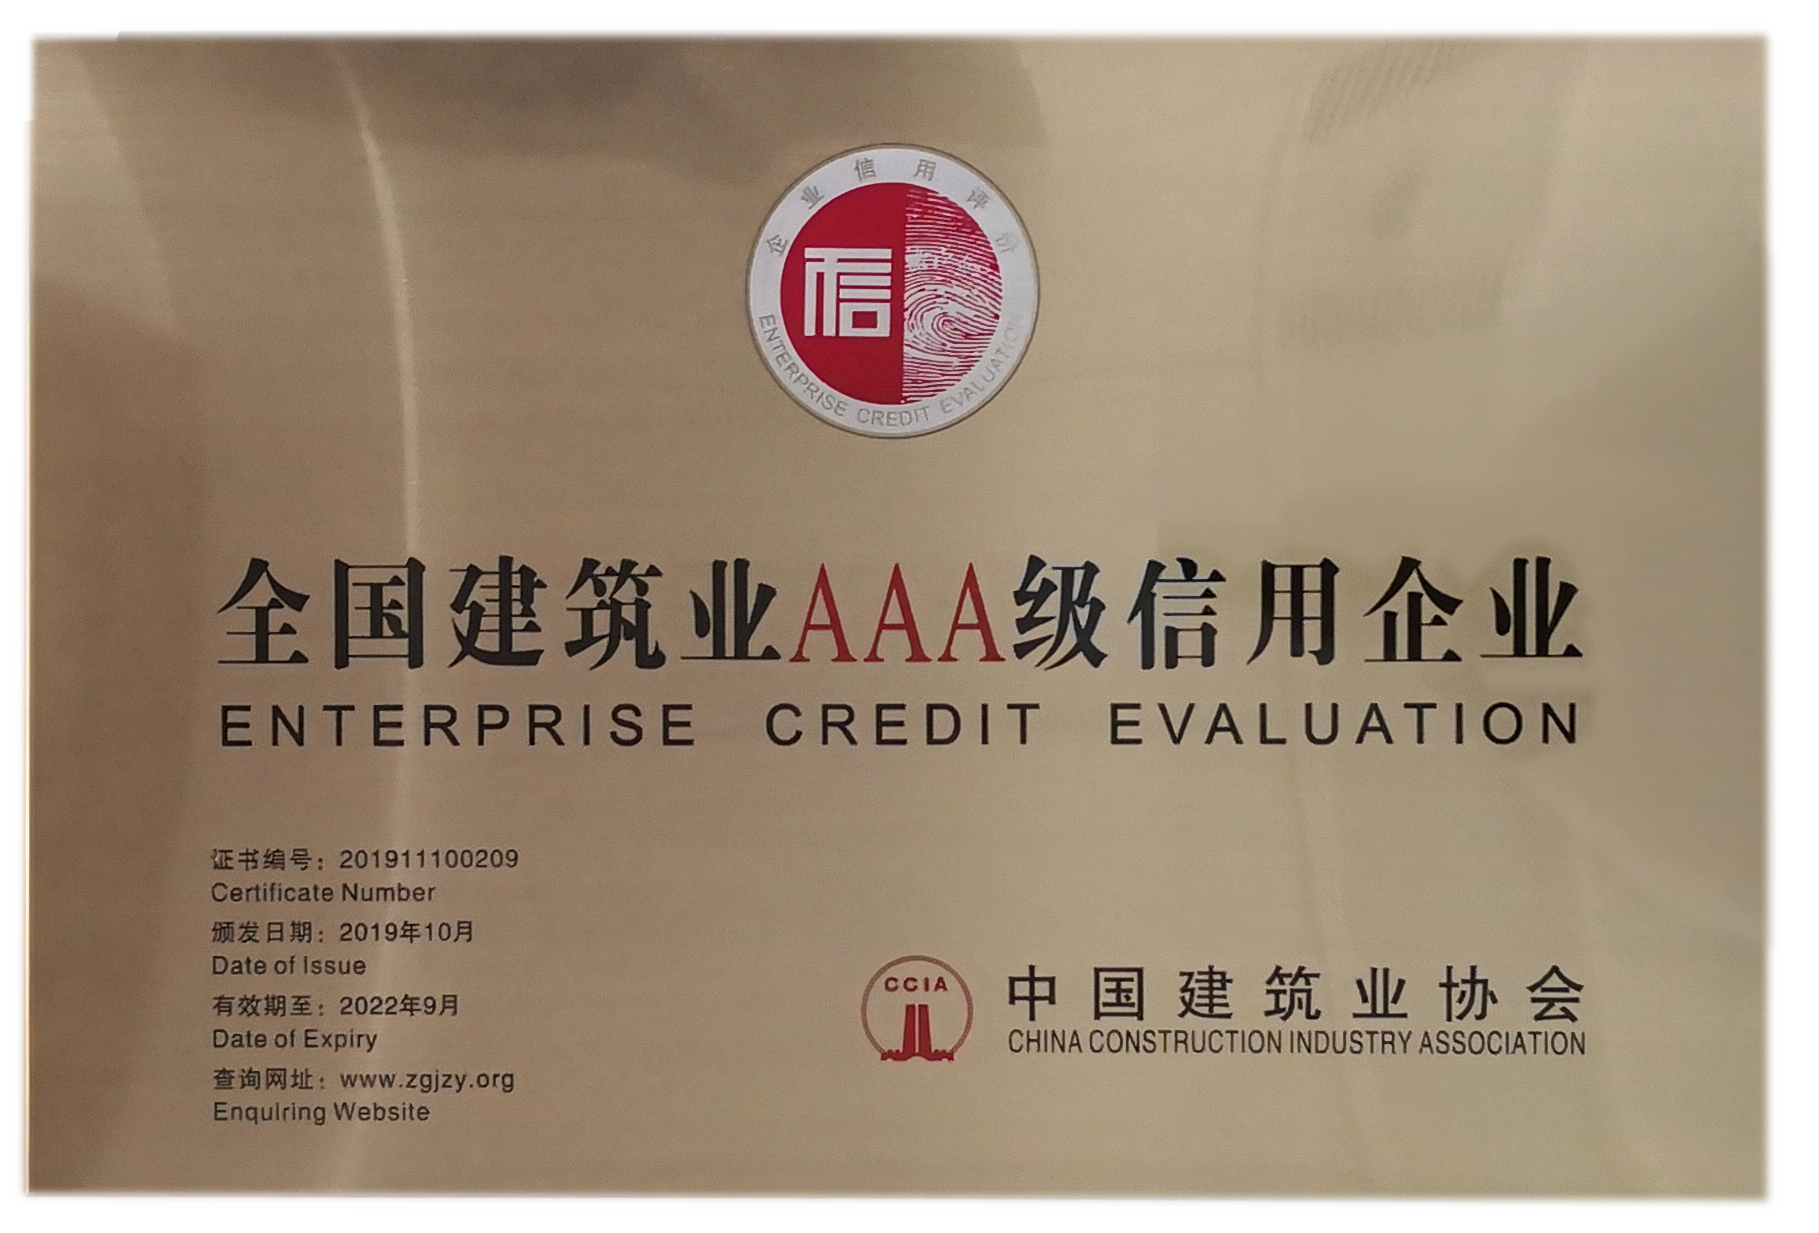 企业信用评价
信
ENTERPRISE CREDIT EVALUATION
全国建筑业AAA级信用企业
ENTERPRISE CREDIT EVALUATION
证书编号：201911100209
Certificate Number
颁发日期：2019年10月
Date of Issue
有效期至：2022年9月
Date of Expiry
查询网址：www.zgjzy.org
Enquiring Website
CCIA
中国建筑业协会
CHINA CONSTRUCTION INDUSTRY ASSOCIATION